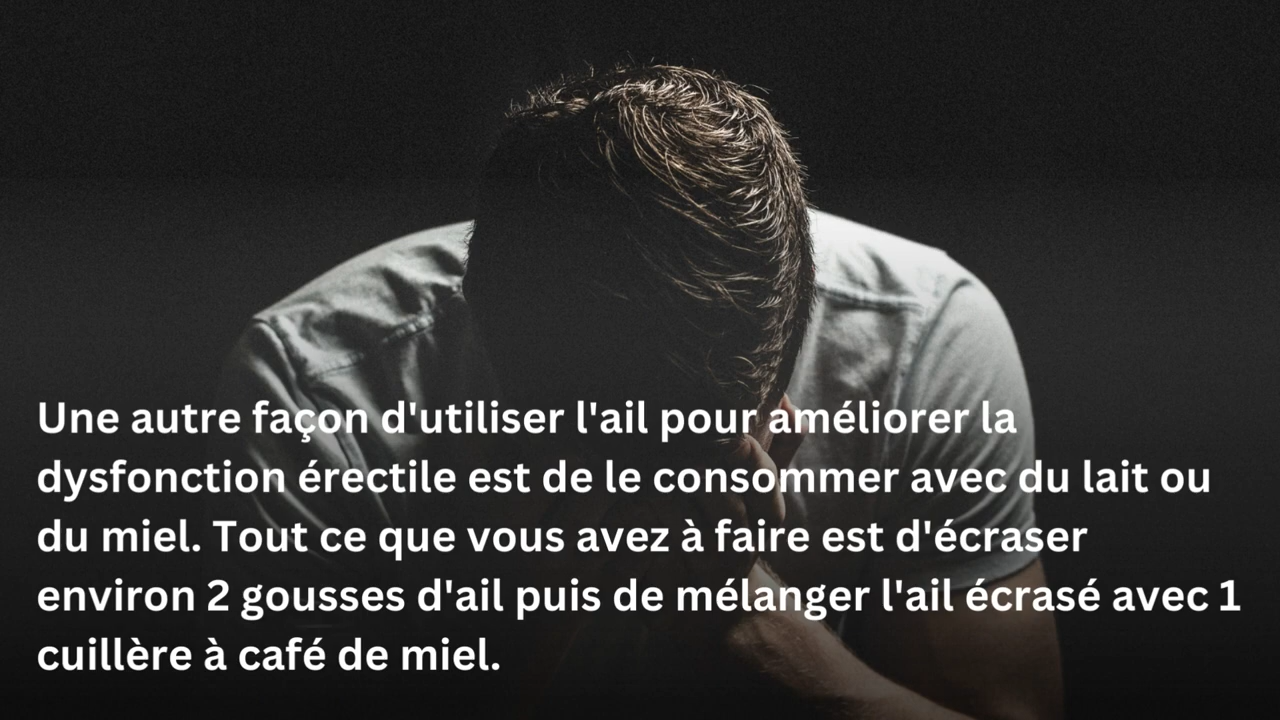 Une autre façon d'utiliser l'ail pour améliorer la
dysfonction érectile est de le consommer avec du lait ou
du miel. Tout ce que vous avez à faire est d'écraser
environ 2 gousses d'ail puis de mélanger l'ail écrasé avec 1
cuillère à café de miel.